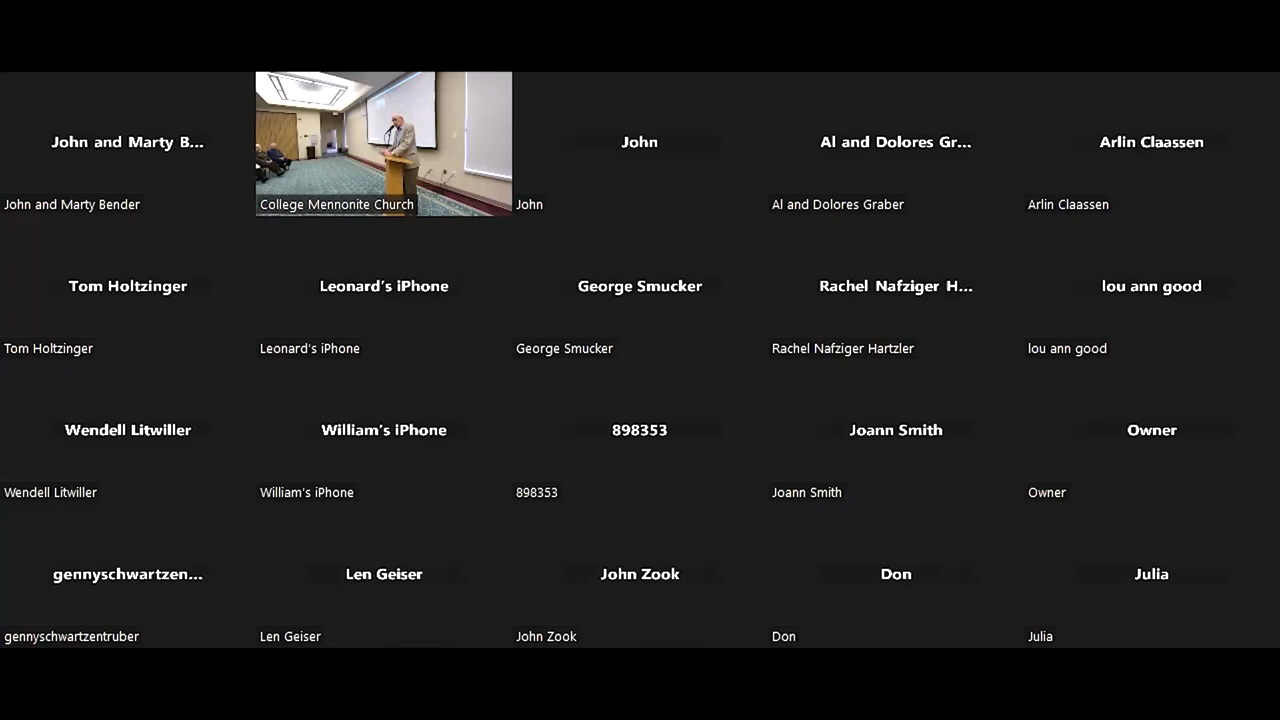 John and Marty B...
John
Al and Dolores Gr...
Arlin Claassen
John and Marty Bender
College Mennonite Church
John
Al and Dolores Graber
Arlin Claassen
Tom Holtzinger
Leonard's iPhone
George Smucker
Rachel Nafziger H...
lou ann good
Tom Holtzinger
Leonard's iPhone
George Smucker
Rachel Nafziger Hartzler
lou ann good
Wendell Litwiller
William's iPhone
898353
Joann Smith
Owner
Wendell Litwiller
William's iPhone
898353
Joann Smith
Owner
gennyschwartzen...
Len Geiser
John Zook
Don
Julia
gennyschwartzentruber
Len Geiser
John Zook
Don
Julia